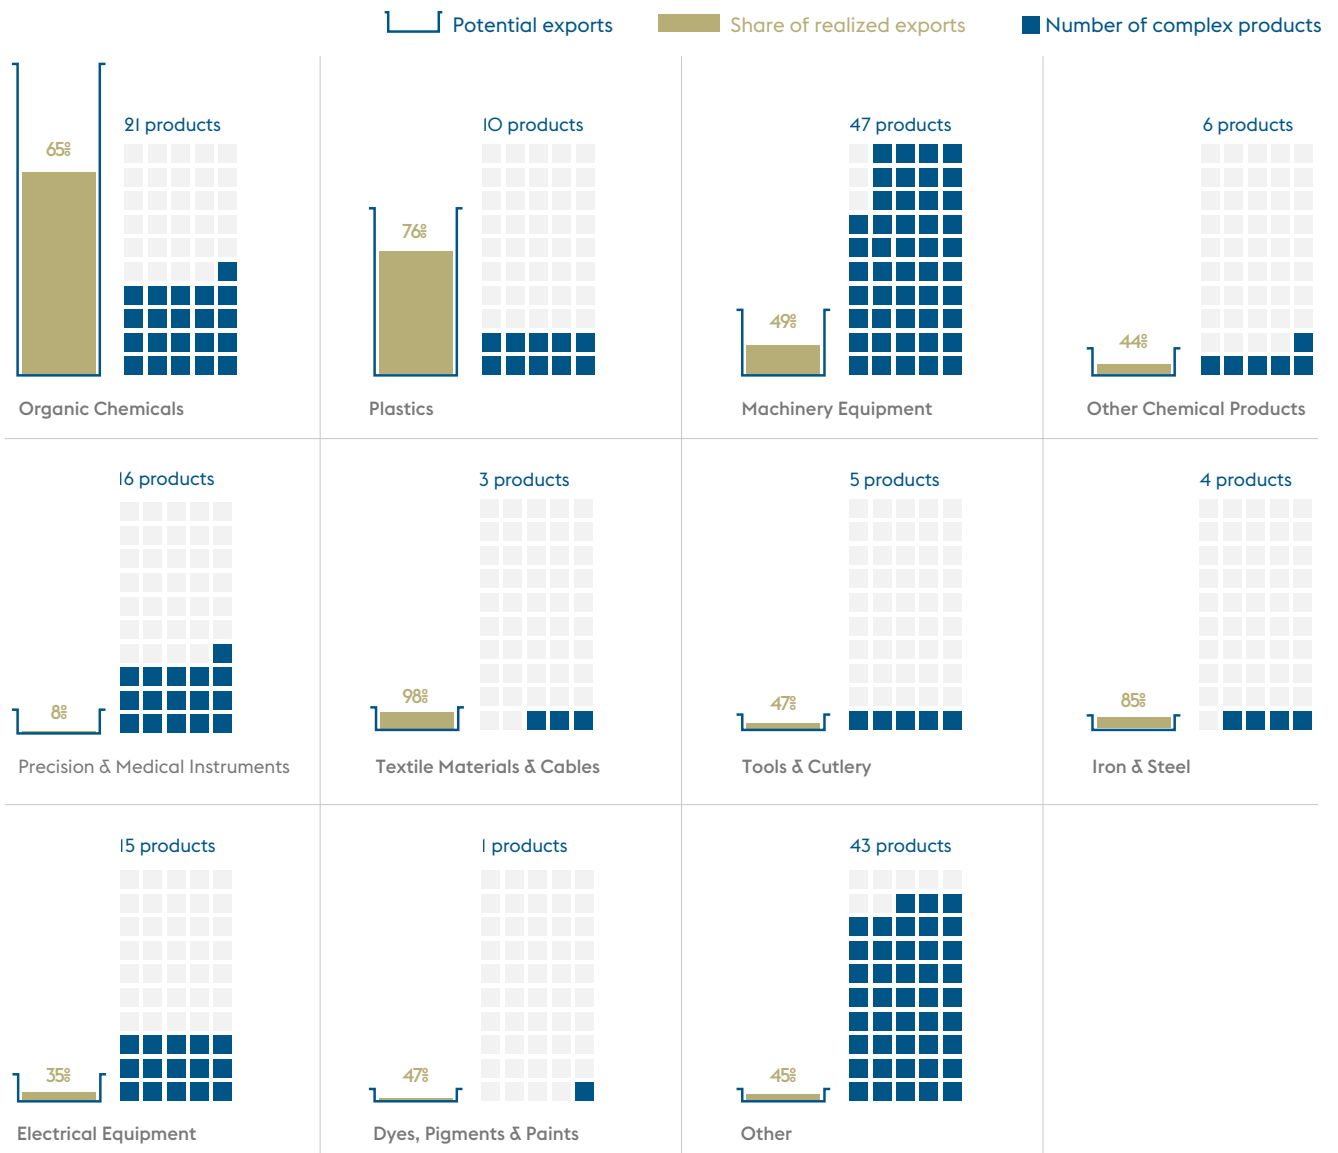 Potential exports
Share of realized exports
Number of complex products
65%
21 products
Organic Chemicals
76%
10 products
Plastics
49%
47 products
Machinery Equipment
44%
6 products
Other Chemical Products
8%
16 products
Precision & Medical Instruments
98%
3 products
Textile Materials & Cables
47%
5 products
Tools & Cutlery
85%
4 products
Iron & Steel
35%
15 products
Electrical Equipment
47%
1 products
Dyes, Pigments & Paints
45%
43 products
Other